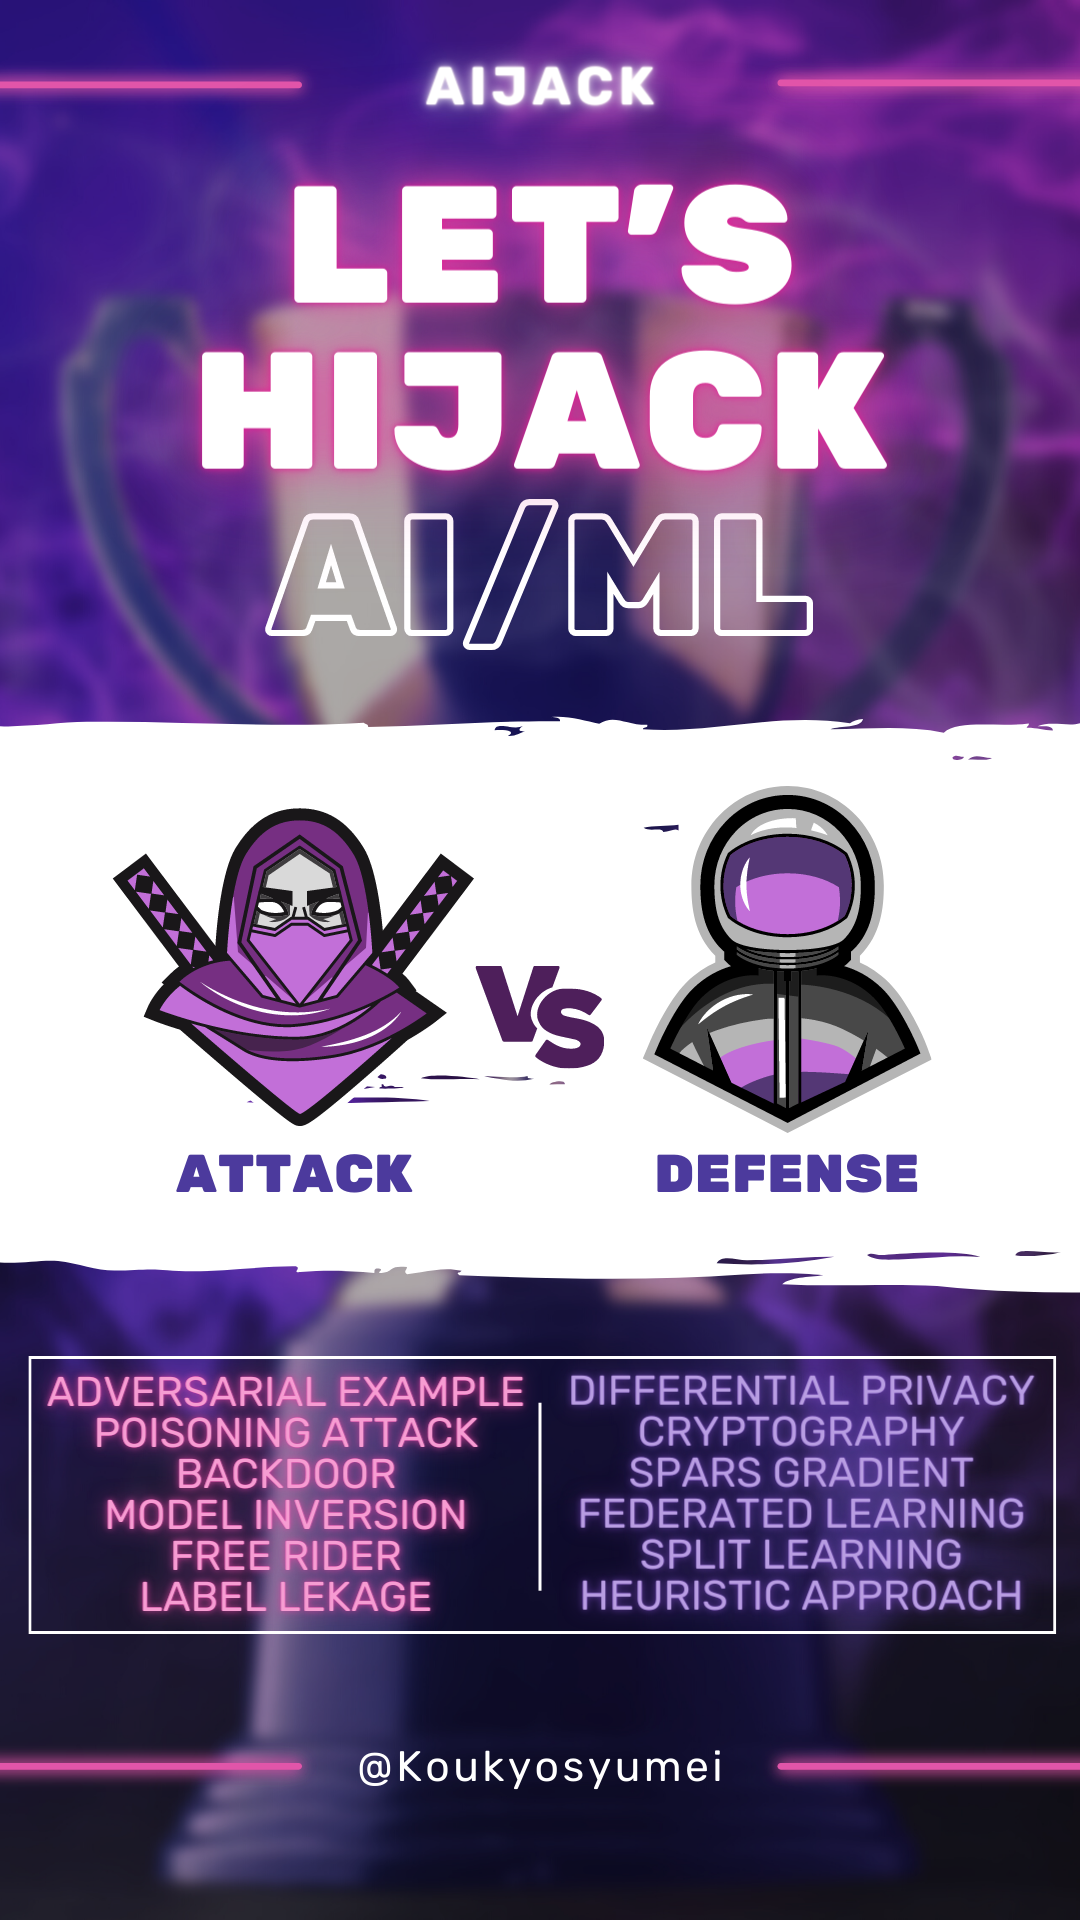 AIJACK
LET'S
HIJACK
AI/ML
VS
ATTACK
DEFENSE
ADVERSARIAL EXAMPLE
POISONING ATTACK
BACKDOOR
MODEL INVERSION
FREE RIDER
LABEL LEKAGE
DIFFERENTIAL PRIVACY
CRYPTOGRAPHY
SPARS GRADIENT
FEDERATED LEARNING
SPLIT LEARNING
HEURISTIC APPROACH
@Koukyosyumei